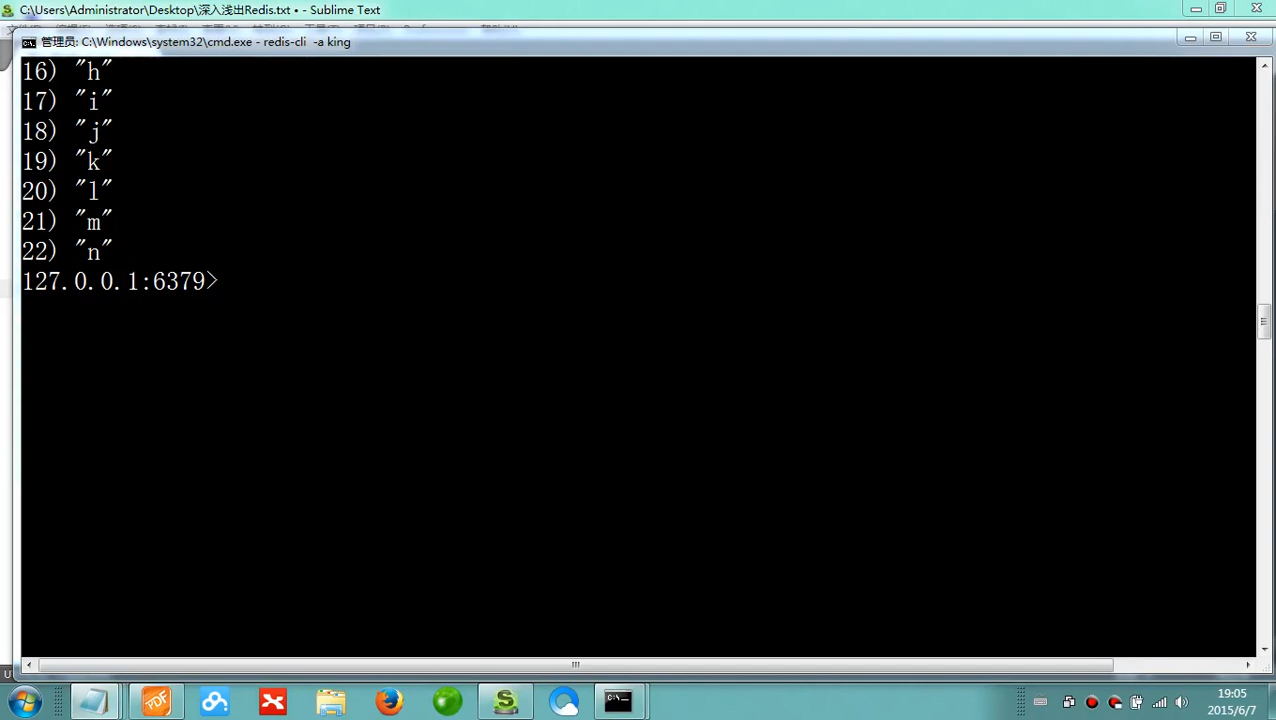 C:\Users\Administrator\Desktop\深入浅出Redis.txt • - Sublime Text
管理员: C:\Windows\system32\cmd.exe - redis-cli -a king
16) "h"
17) "i"
18) "j"
19) "k"
20) "l"
21) "m"
22) "n"
127.0.0.1:6379>
PDF
19:05
2015/6/7